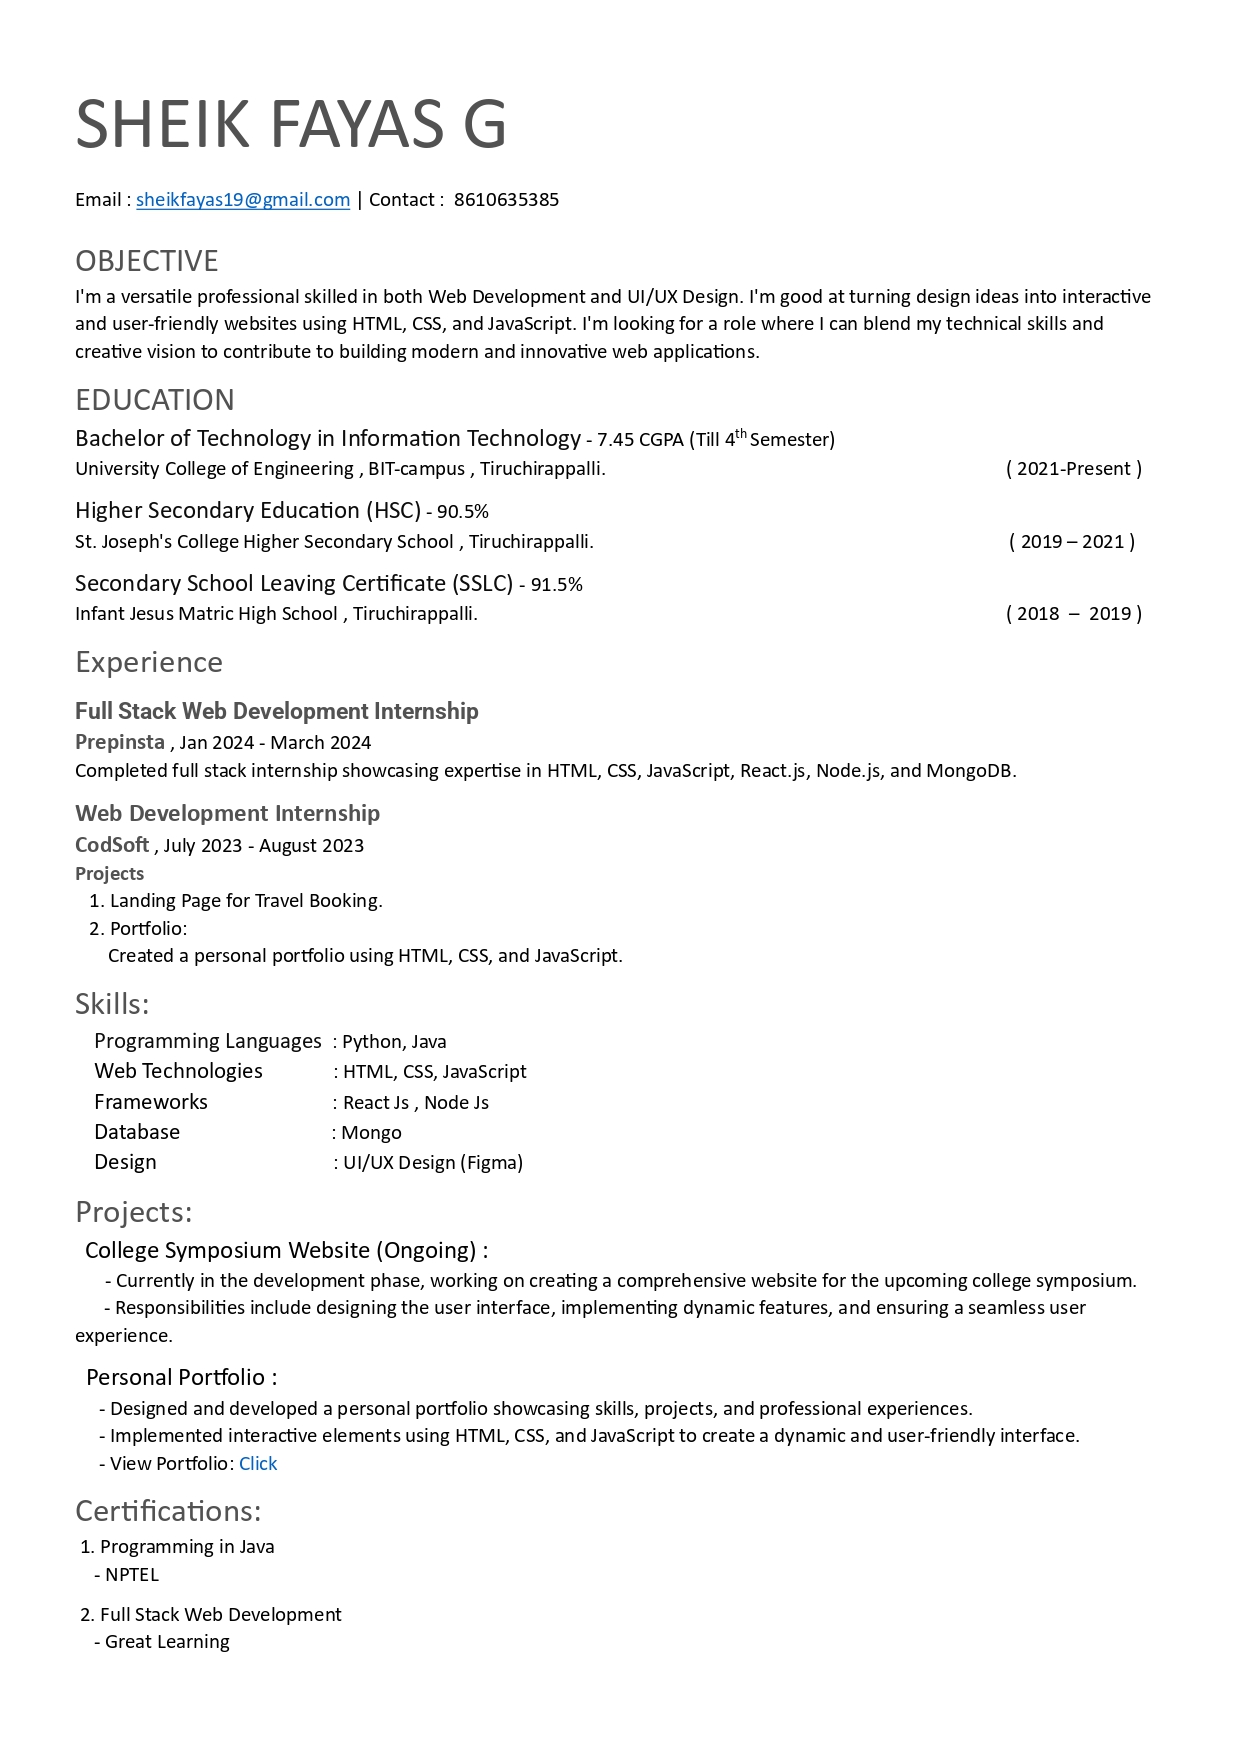 SHEIK FAYAS G
Email : sheikfayas19@gmail.com | Contact : 8610635385
OBJECTIVE
I'm a versatile professional skilled in both Web Development and UI/UX Design. I'm good at turning design ideas into interactive
and user-friendly websites using HTML, CSS, and JavaScript. I'm looking for a role where I can blend my technical skills and
creative vision to contribute to building modern and innovative web applications.
EDUCATION
Bachelor of Technology in Information Technology - 7.45 CGPA (Till 4th Semester)
University College of Engineering , BIT-campus , Tiruchirappalli. ( 2021-Present )
Higher Secondary Education (HSC) - 90.5%
St. Joseph's College Higher Secondary School , Tiruchirappalli. ( 2019 – 2021 )
Secondary School Leaving Certificate (SSLC) - 91.5%
Infant Jesus Matric High School , Tiruchirappalli. ( 2018 – 2019 )
Experience
Full Stack Web Development Internship
Prepinsta , Jan 2024 - March 2024
Completed full stack internship showcasing expertise in HTML, CSS, JavaScript, React.js, Node.js, and MongoDB.
Web Development Internship
CodSoft , July 2023 - August 2023
Projects
1. Landing Page for Travel Booking.
2. Portfolio:
Created a personal portfolio using HTML, CSS, and JavaScript.
Skills:
Programming Languages : Python, Java
Web Technologies : HTML, CSS, JavaScript
Frameworks : React Js , Node Js
Database : Mongo
Design : UI/UX Design (Figma)
Projects:
College Symposium Website (Ongoing) :
- Currently in the development phase, working on creating a comprehensive website for the upcoming college symposium.
- Responsibilities include designing the user interface, implementing dynamic features, and ensuring a seamless user
experience.
Personal Portfolio :
- Designed and developed a personal portfolio showcasing skills, projects, and professional experiences.
- Implemented interactive elements using HTML, CSS, and JavaScript to create a dynamic and user-friendly interface.
- View Portfolio: Click
Certifications:
1. Programming in Java
- NPTEL
2. Full Stack Web Development
- Great Learning